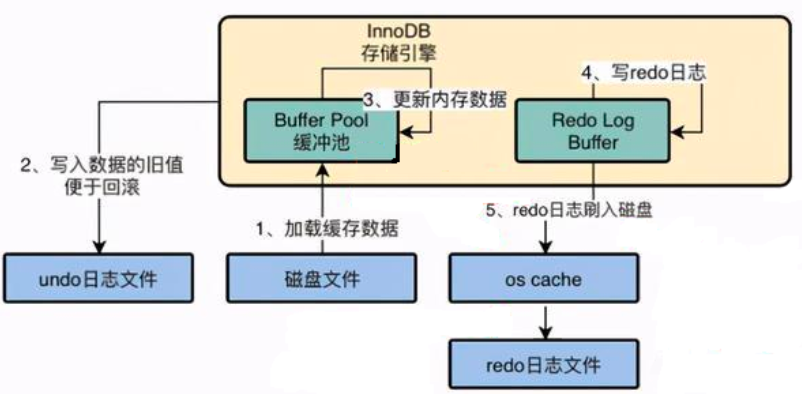 InnoDB
存储引擎
4、写redo日志
3、更新内存数据
Buffer Pool
缓冲池
Redo Log
Buffer
2、写入数据的旧值
便于回滚
5、redo日志刷入磁盘
1、加载缓存数据
undo日志文件
磁盘文件
os cache
redo日志文件